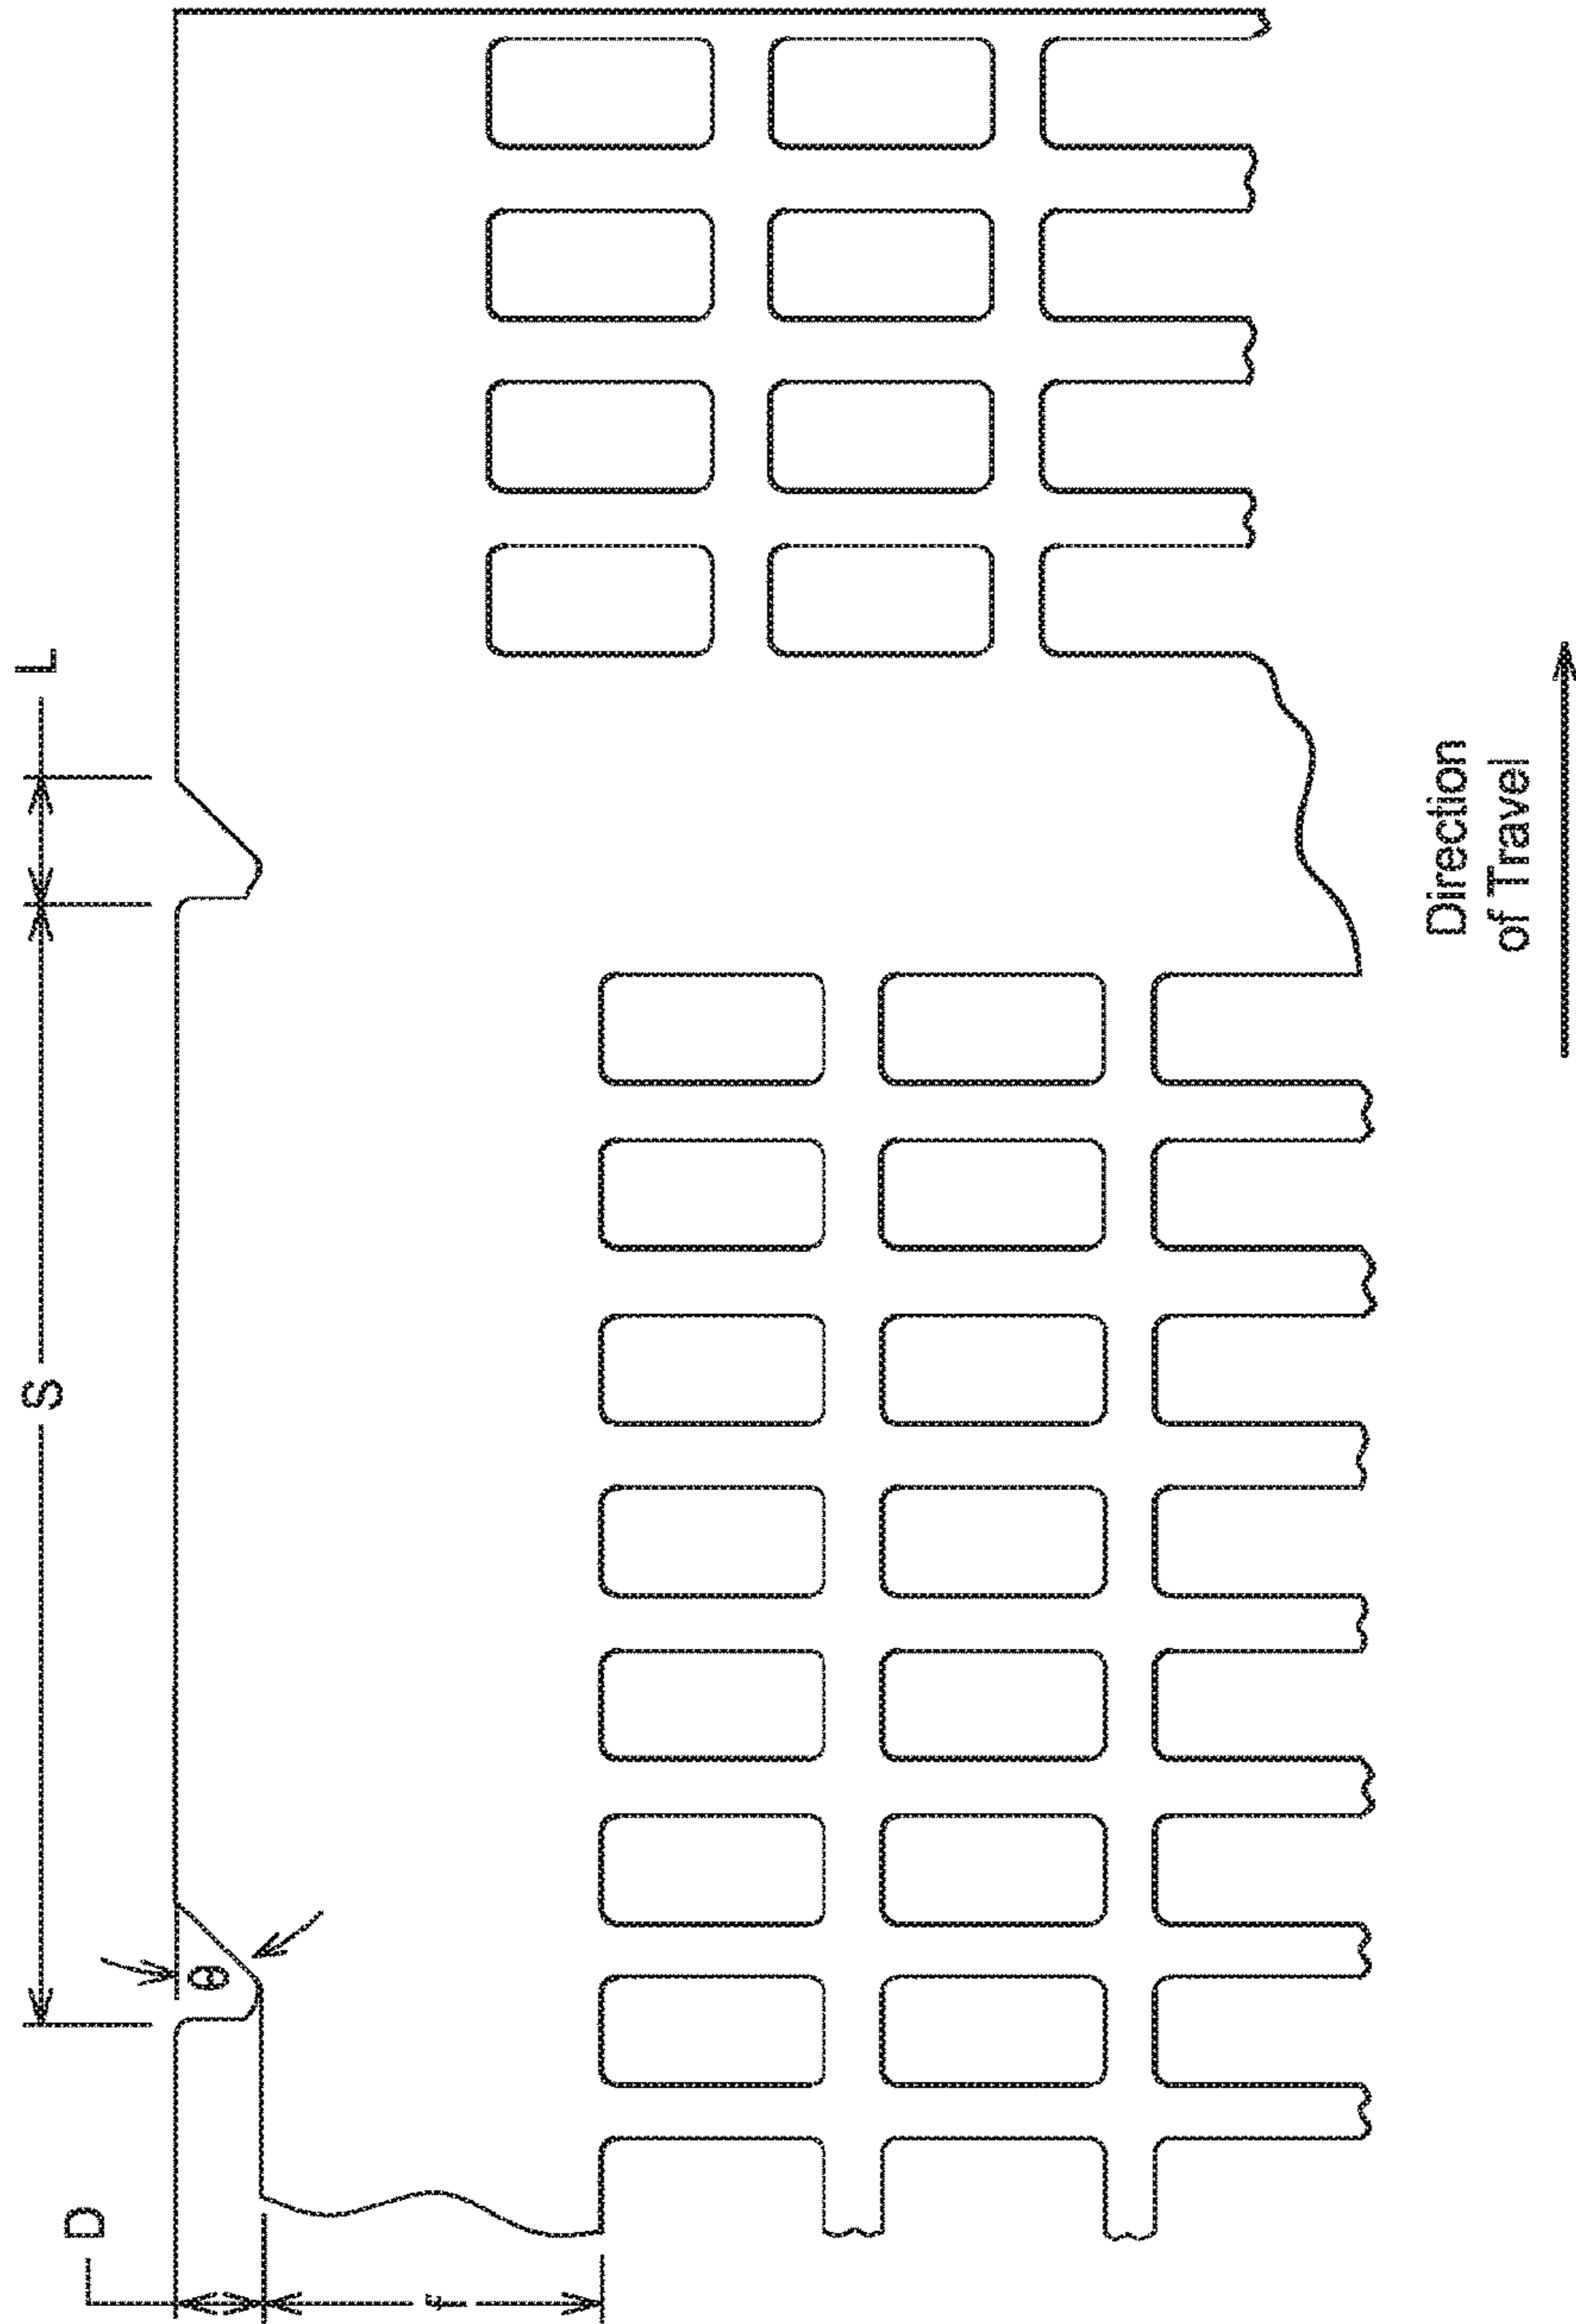 L
S
θ
D
Direction
of Travel